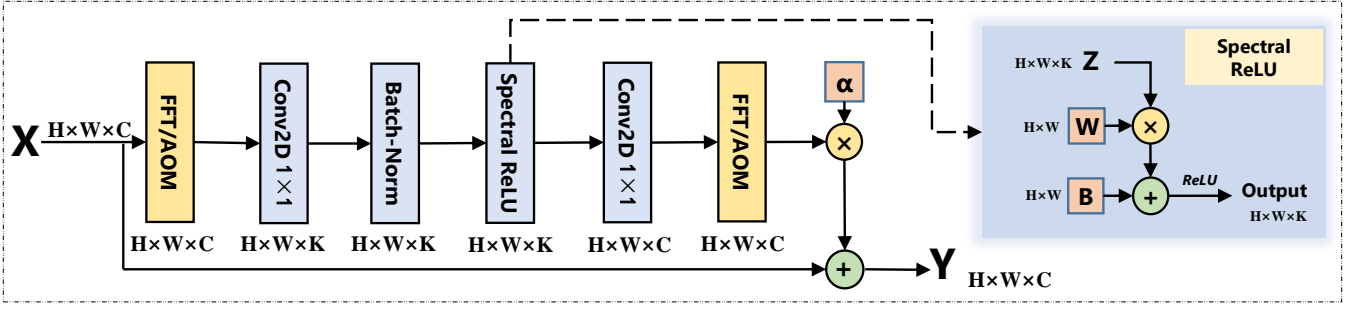 X
H×W×C
FFT/AOM
H×W×C
Conv2D 1×1
H×W×K
Batch-Norm
H×W×K
Spectral ReLU
H×W×K
Conv2D 1×1
H×W×C
FFT/AOM
H×W×C
α
×
+
Y
H×W×C
Spectral
ReLU
H×W×K Z
H×W W ×
H×W B + ReLU Output
H×W×K